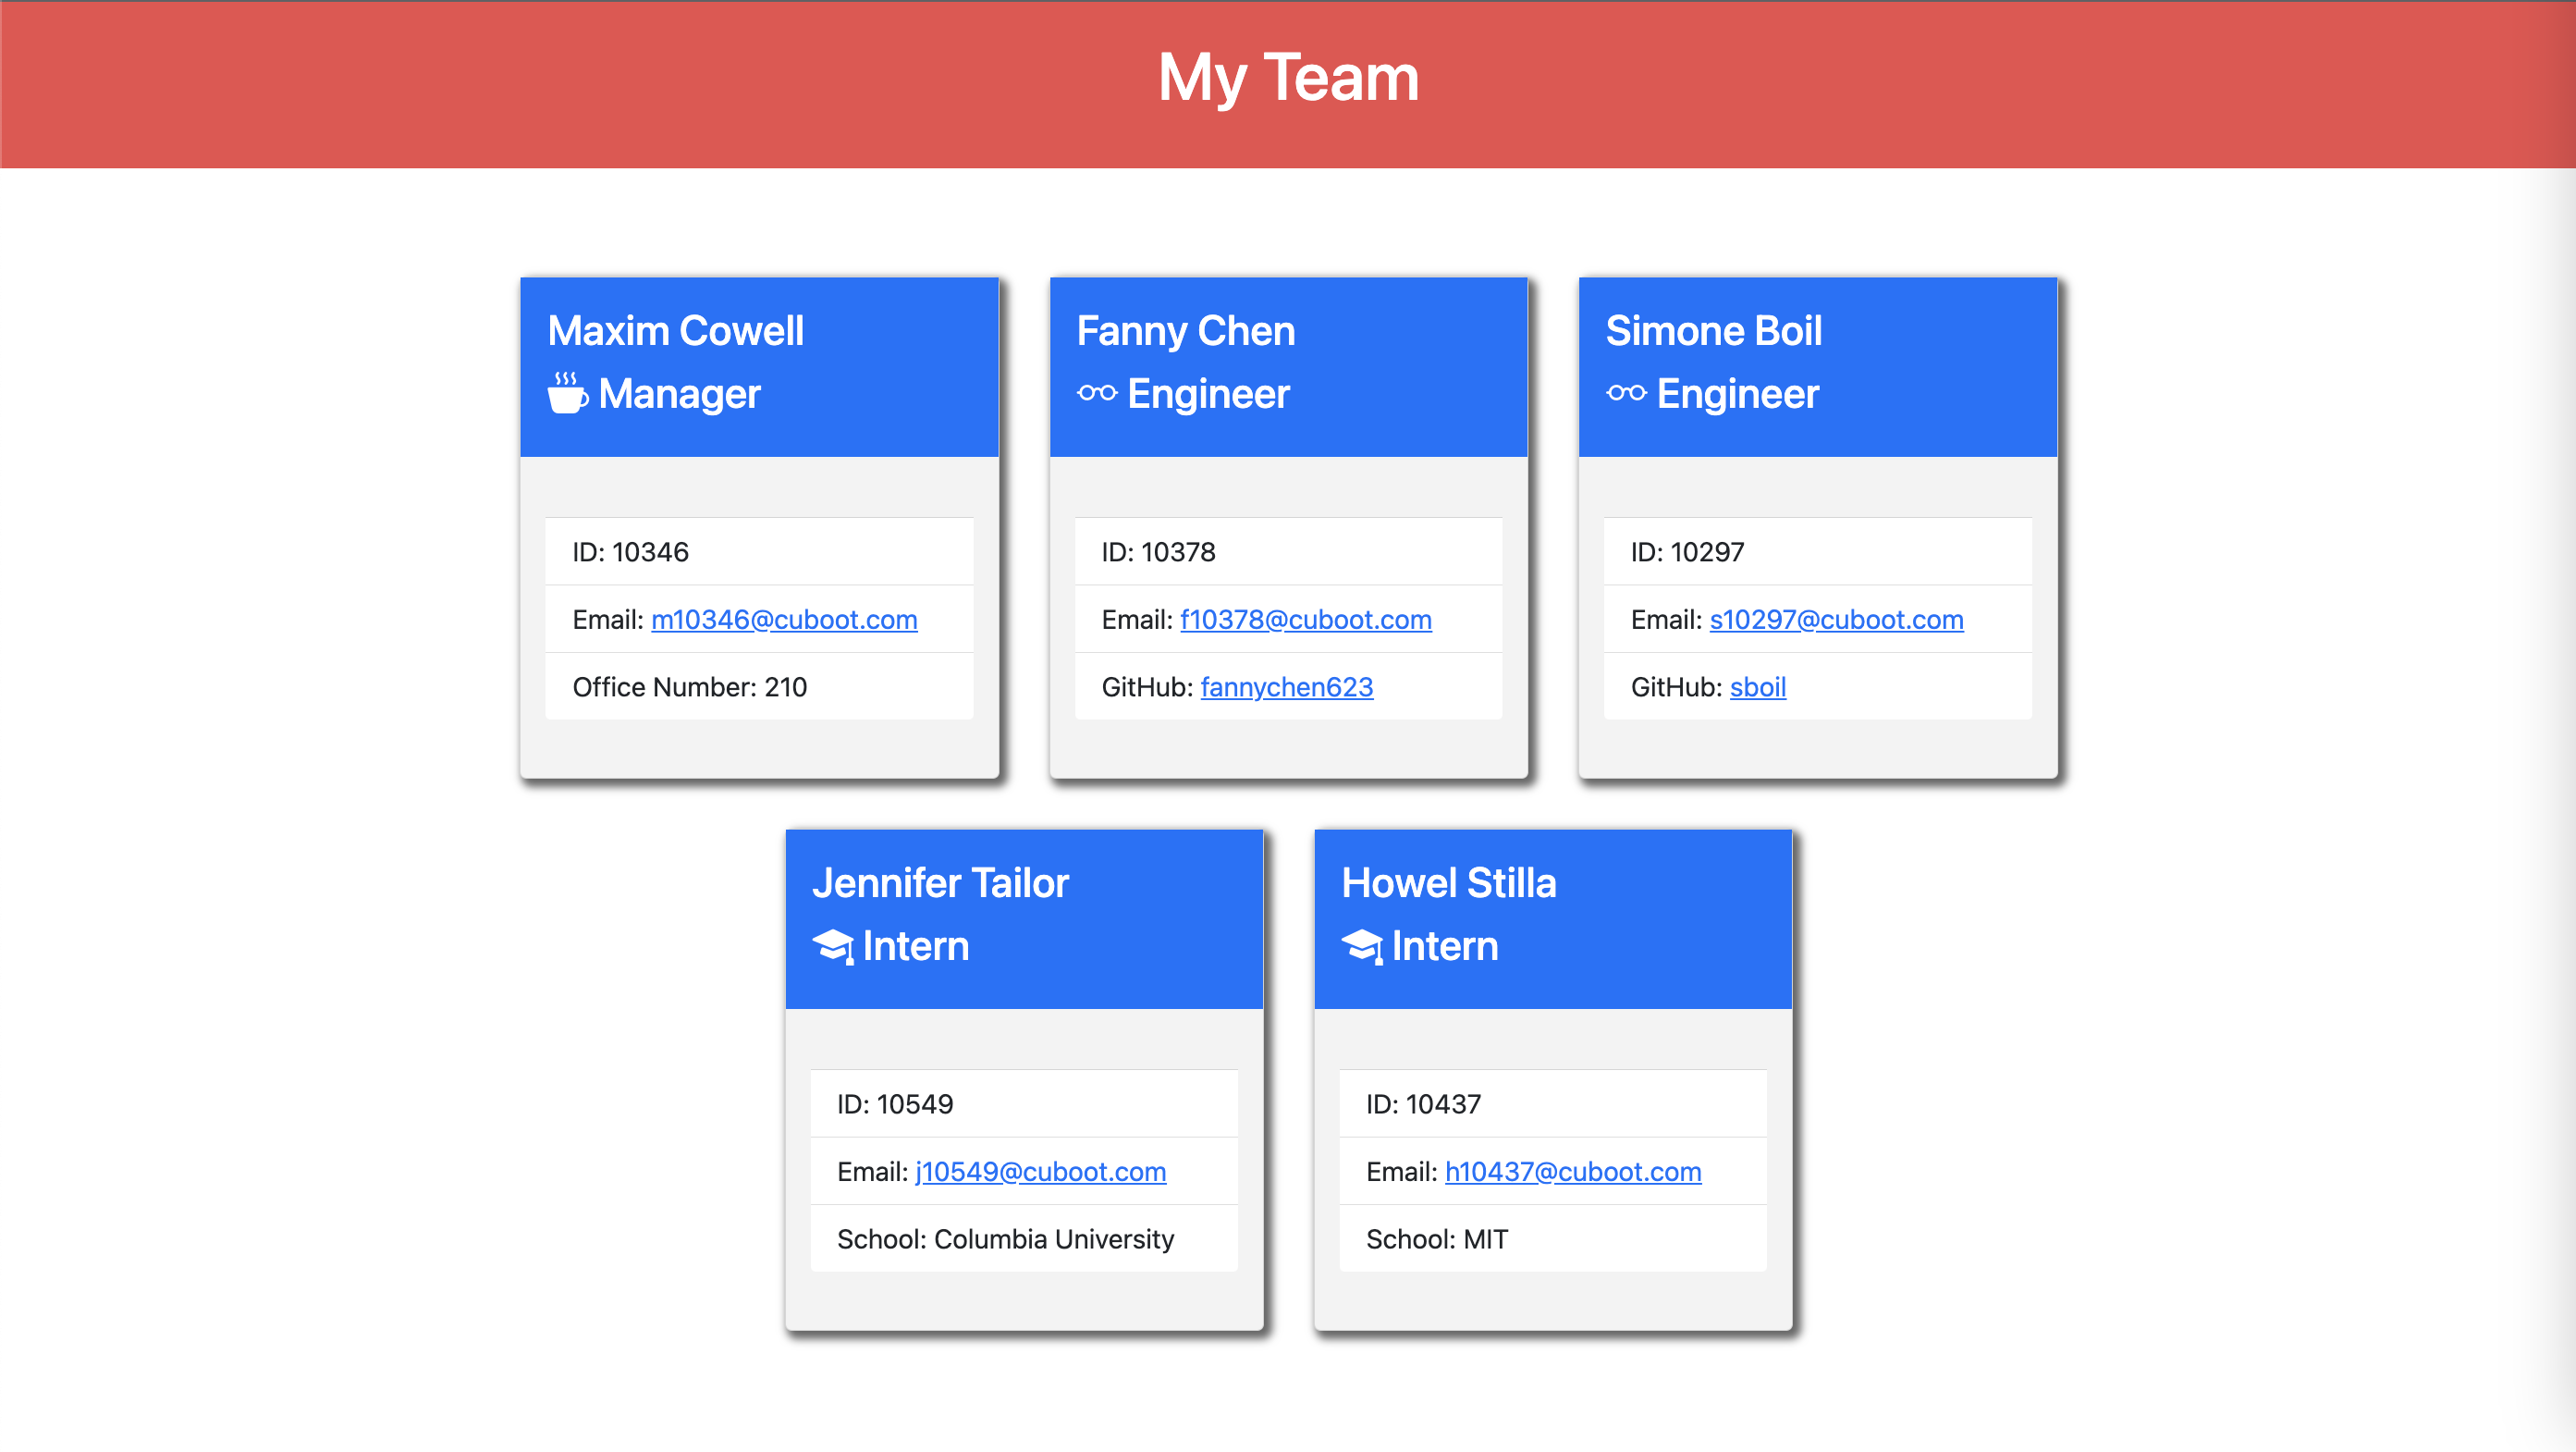 My Team
Maxim Cowell
Manager
ID: 10346
Email: m10346@cuboot.com
Office Number: 210
Fanny Chen
Engineer
ID: 10378
Email: f10378@cuboot.com
GitHub: fannychen623
Simone Boil
Engineer
ID: 10297
Email: s10297@cuboot.com
GitHub: sboil
Jennifer Tailor
Intern
ID: 10549
Email: j10549@cuboot.com
School: Columbia University
Howel Stilla
Intern
ID: 10437
Email: h10437@cuboot.com
School: MIT